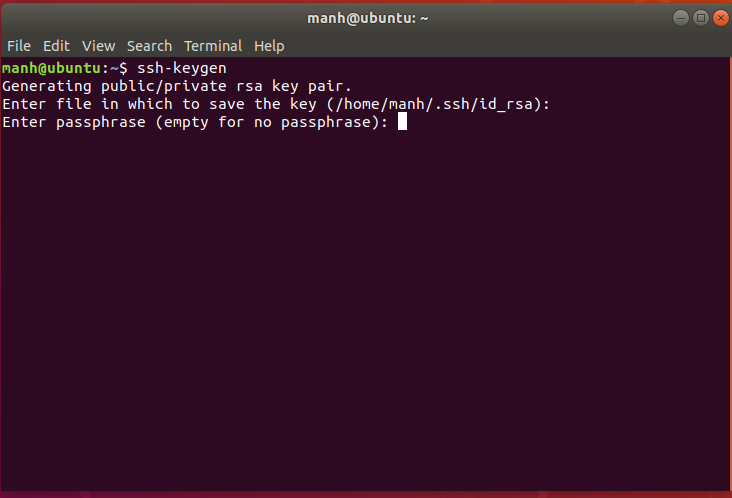 manh@ubuntu: ~
File Edit View Search Terminal Help
manh@ubuntu:~$ ssh-keygen
Generating public/private rsa key pair.
Enter file in which to save the key (/home/manh/.ssh/id_rsa):
Enter passphrase (empty for no passphrase):